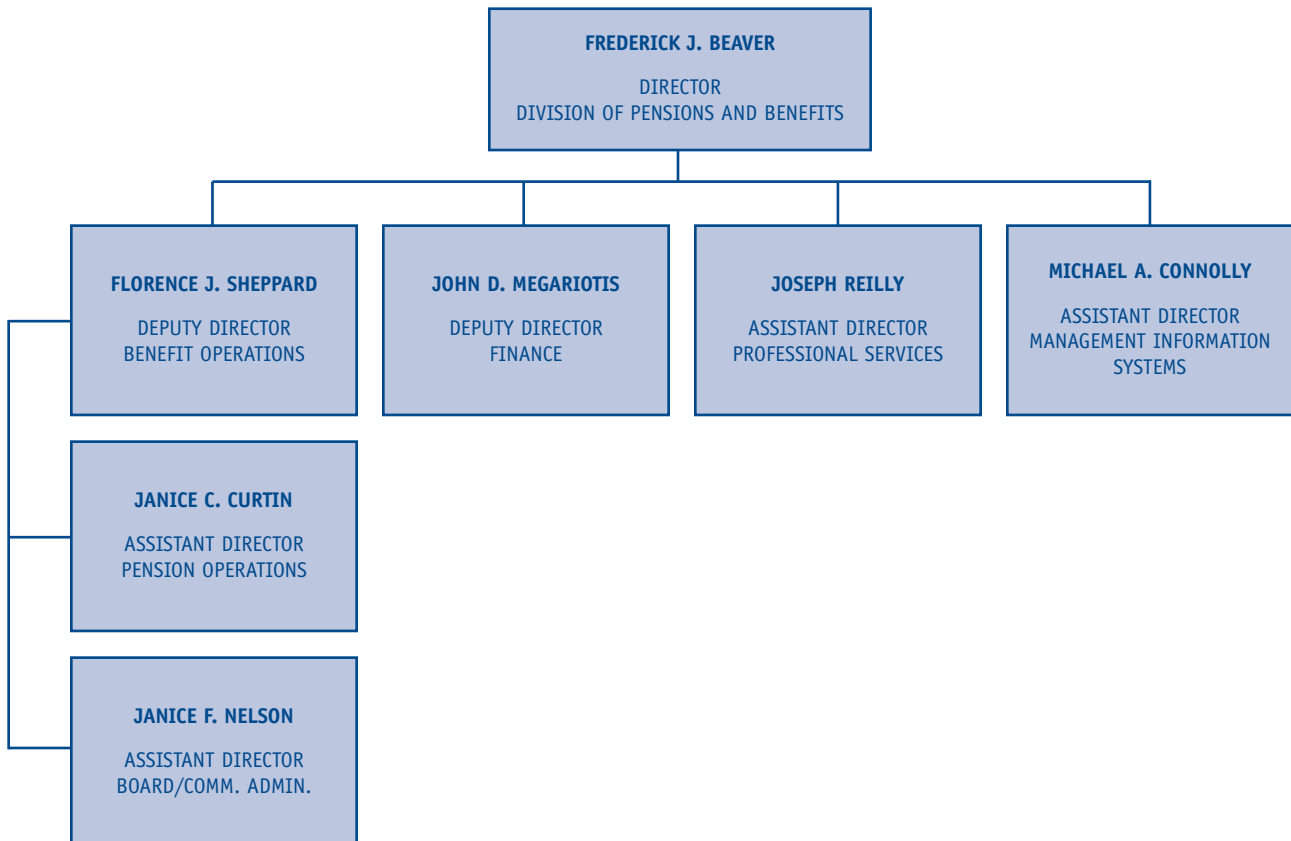 FREDERICK J. BEAVER
DIRECTOR
DIVISION OF PENSIONS AND BENEFITS
FLORENCE J. SHEPPARD
DEPUTY DIRECTOR
BENEFIT OPERATIONS
JOHN D. MEGARIOTIS
DEPUTY DIRECTOR
FINANCE
JOSEPH REILLY
ASSISTANT DIRECTOR
PROFESSIONAL SERVICES
MICHAEL A. CONNOLLY
ASSISTANT DIRECTOR
MANAGEMENT INFORMATION
SYSTEMS
JANICE C. CURTIN
ASSISTANT DIRECTOR
PENSION OPERATIONS
JANICE F. NELSON
ASSISTANT DIRECTOR
BOARD/COMM. ADMIN.